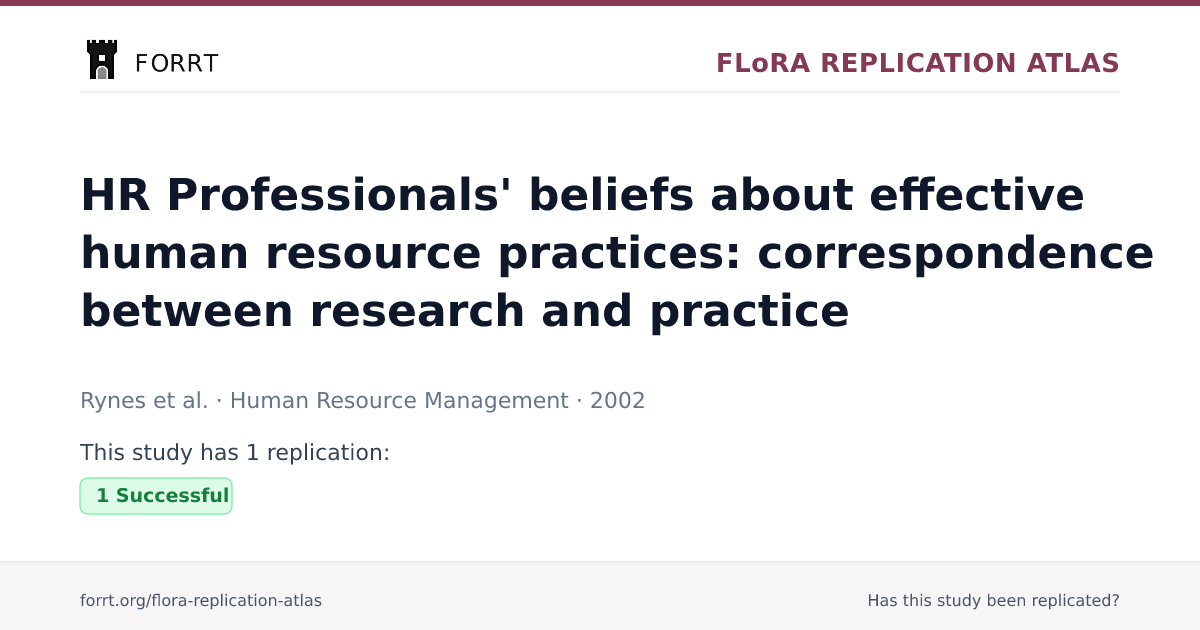 FORRT
FLoRA REPLICATION ATLAS
HR Professionals' beliefs about effective
human resource practices: correspondence
between research and practice
Rynes et al. · Human Resource Management · 2002
This study has 1 replication:
1 Successful
forrt.org/flora-replication-atlas
Has this study been replicated?